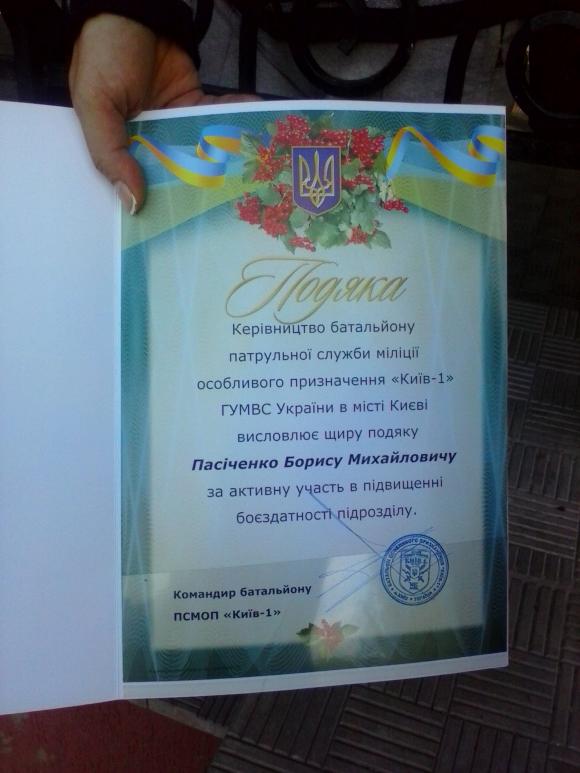 Подяка
Керівництво батальйону
патрульної служби міліції
особливого призначення «Київ-1»
ГУМВС України в місті Києві
висловлює щиру подяку
Пасіченко Борису Михайловичу
за активну участь в підвищенні
боєздатності підрозділу.
Командир батальйону
ПСМОП «Київ-1»